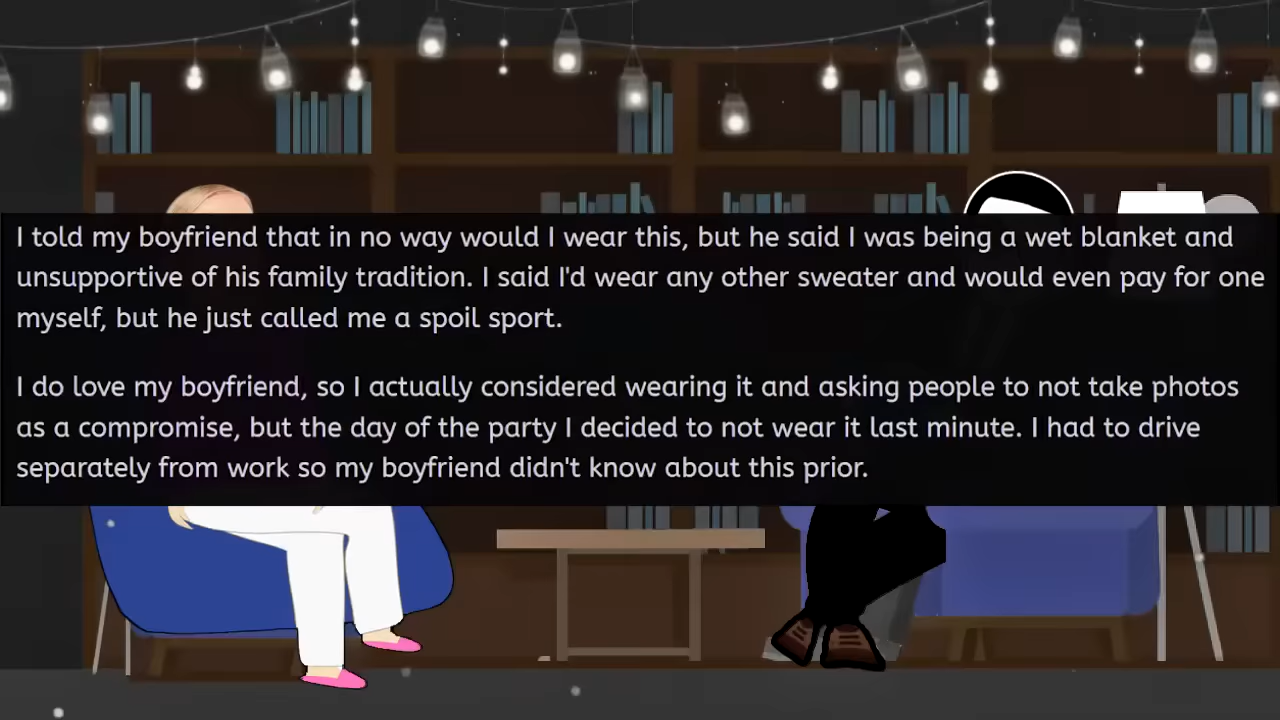 I told my boyfriend that in no way would I wear this, but he said I was being a wet blanket and
unsupportive of his family tradition. I said I'd wear any other sweater and would even pay for one
myself, but he just called me a spoil sport.
I do love my boyfriend, so I actually considered wearing it and asking people to not take photos
as a compromise, but the day of the party I decided to not wear it last minute. I had to drive
separately from work so my boyfriend didn't know about this prior.